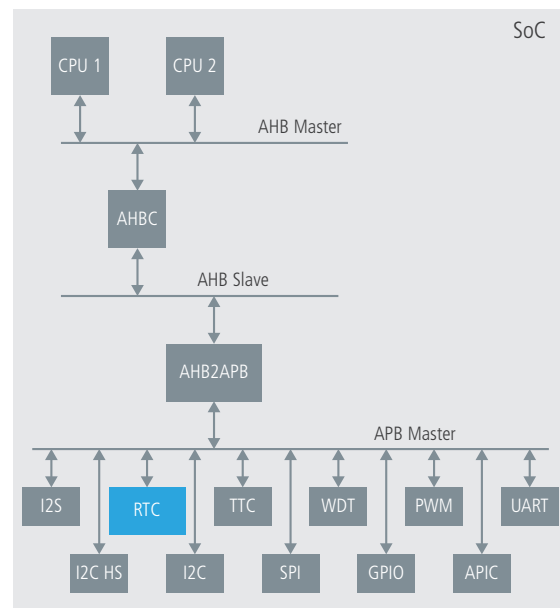 SoC
CPU 1
CPU 2
AHB Master
AHBC
AHB Slave
AHB2APB
APB Master
I2S
RTC
TTC
WDT
PWM
UART
I2C HS
I2C
SPI
GPIO
APIC